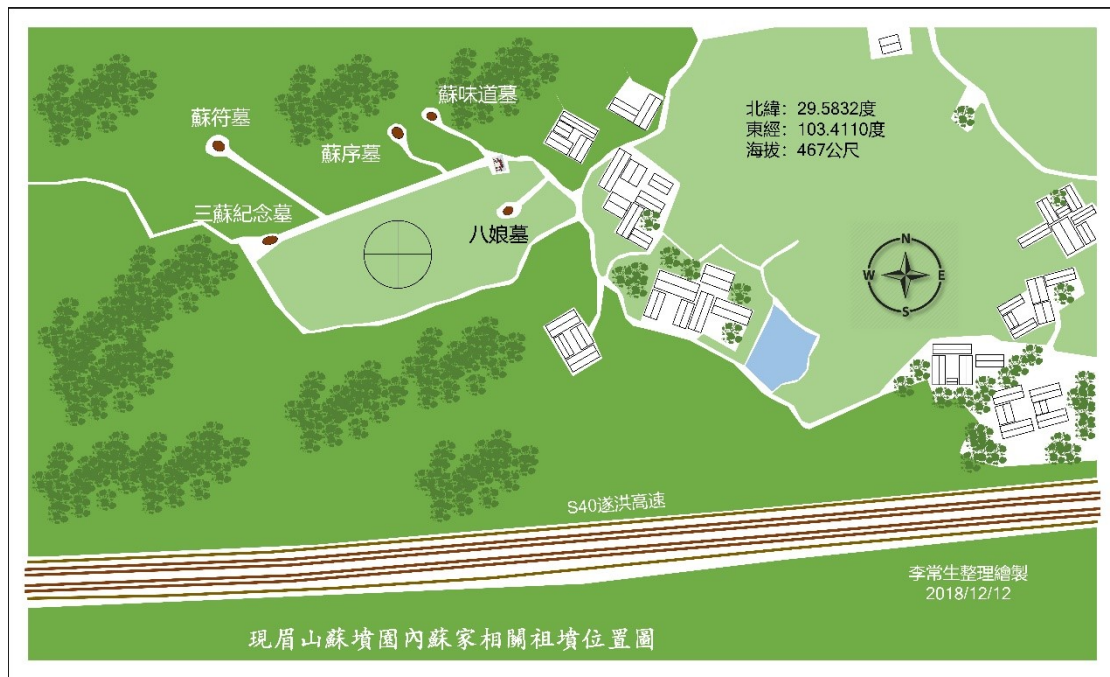 蘇味道墓
蘇符墓
蘇序墓
北緯：29.5832度
東經：103.4110度
海拔：467公尺
三蘇紀念墓
八娘墓
N
W E
S
S40遂洪高速
李常生整理繪製
2018/12/12
現眉山蘇墳園內蘇家相關祖墳位置圖